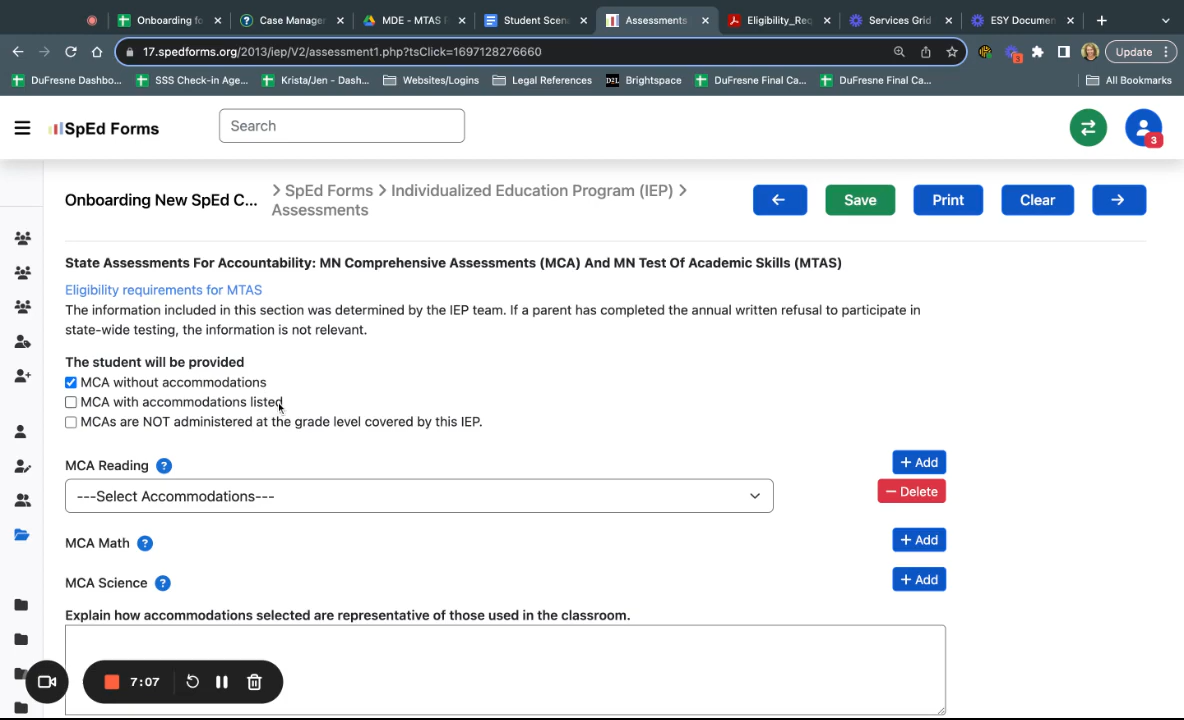 Onboarding fo
Case Manager
MDE - MTAS F
Student Scen
Assessments
Eligibility_Req
Services Grid
ESY Documen
17.spedforms.org/2013/iep/V2/assessment1.php?tsClick=1697128276660
3
Update
DuFresne Dashbo...
SSS Check-in Age...
Krista/Jen - Dash...
Websites/Logins
Legal References
D2L
Brightspace
DuFresne Final Ca...
DuFresne Final Ca...
All Bookmarks
SpEd Forms
Search
3
Onboarding New SpEd C...
> SpEd Forms > Individualized Education Program (IEP) >
Assessments
Save
Print
Clear
State Assessments For Accountability: MN Comprehensive Assessments (MCA) And MN Test Of Academic Skills (MTAS)
Eligibility requirements for MTAS
The information included in this section was determined by the IEP team. If a parent has completed the annual written refusal to participate in
state-wide testing, the information is not relevant.
The student will be provided
MCA without accommodations
MCA with accommodations listed
MCAs are NOT administered at the grade level covered by this IEP.
MCA Reading ?
+ Add
---Select Accommodations---
— Delete
MCA Math ?
+ Add
MCA Science ?
+ Add
Explain how accommodations selected are representative of those used in the classroom.
7:07